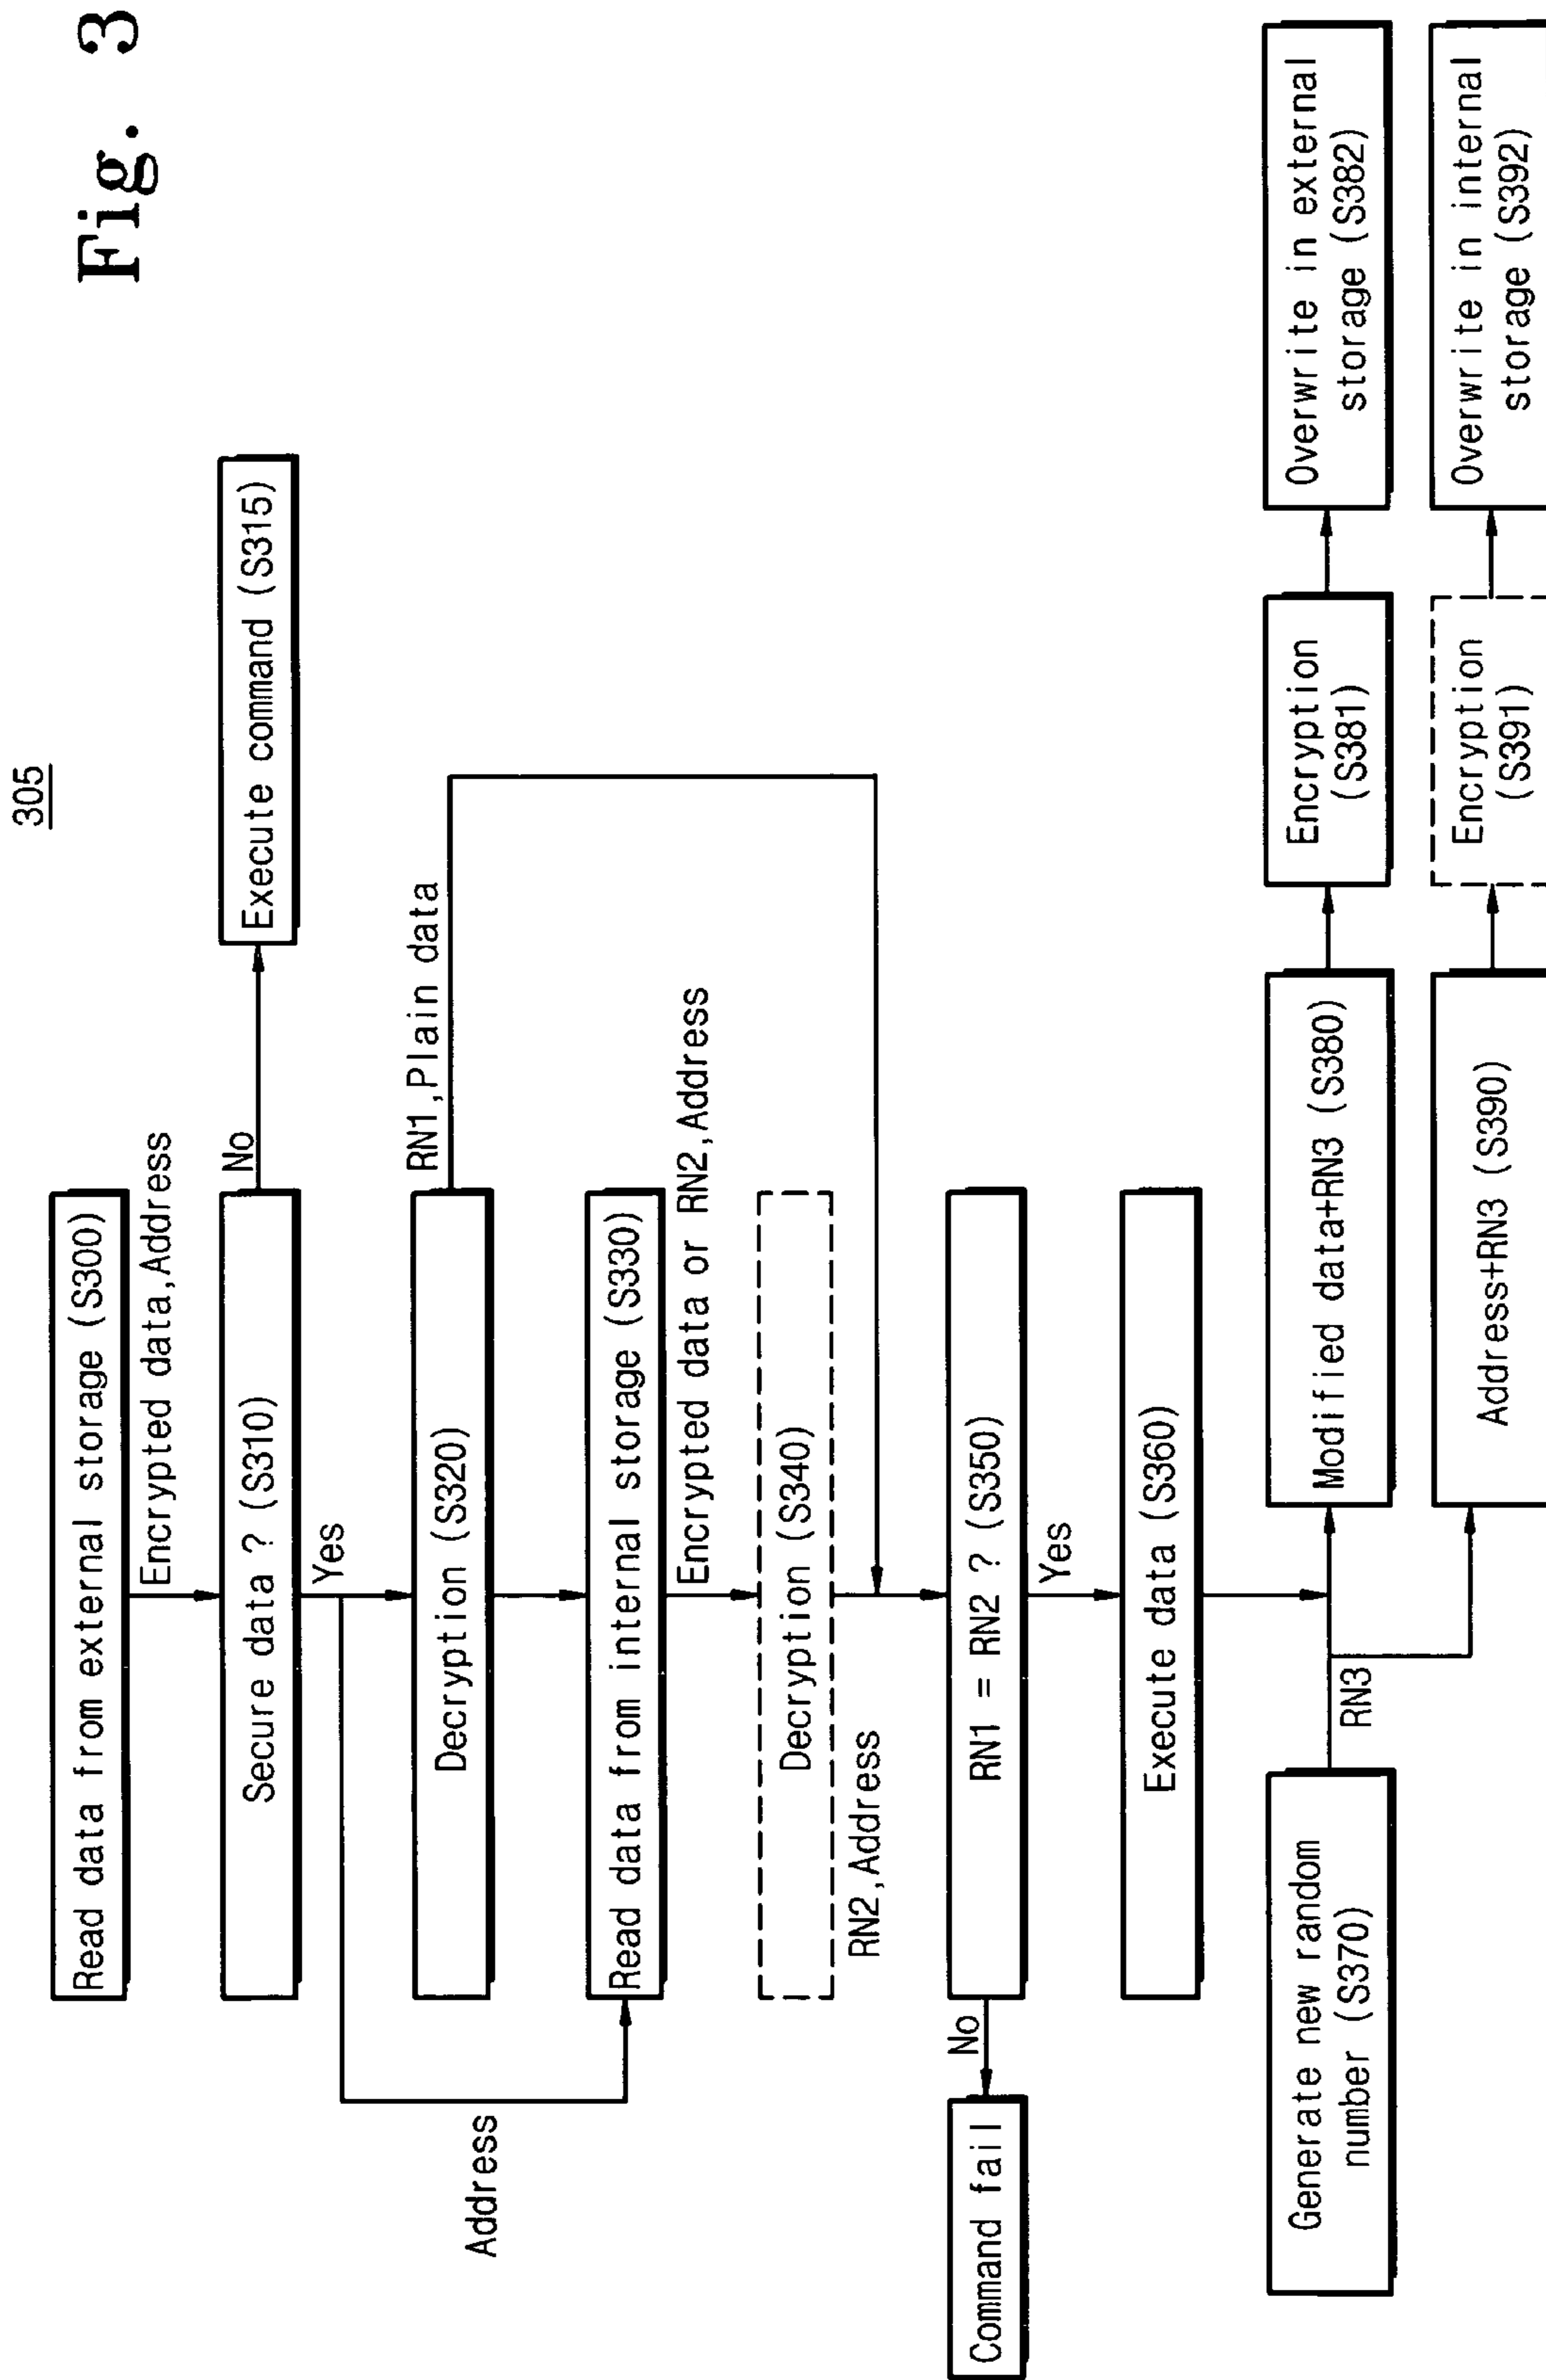 Fig. 3
305
Read data from external storage (S300)
Encrypted data,Address
Secure data ? (S310)
No
Execute command (S315)
Yes
Address
Decryption (S320)
RN1,Plain data
Read data from internal storage (S330)
Encrypted data or RN2,Address
Decryption (S340)
RN2,Address
RN1 = RN2 ? (S350)
No
Command fail
Yes
Execute data (S360)
Generate new random
number (S370)
RN3
Modified data+RN3 (S380)
Encryption
(S381)
Overwrite in external
storage (S382)
Address+RN3 (S390)
Encryption
(S391)
Overwrite in internal
storage (S392)